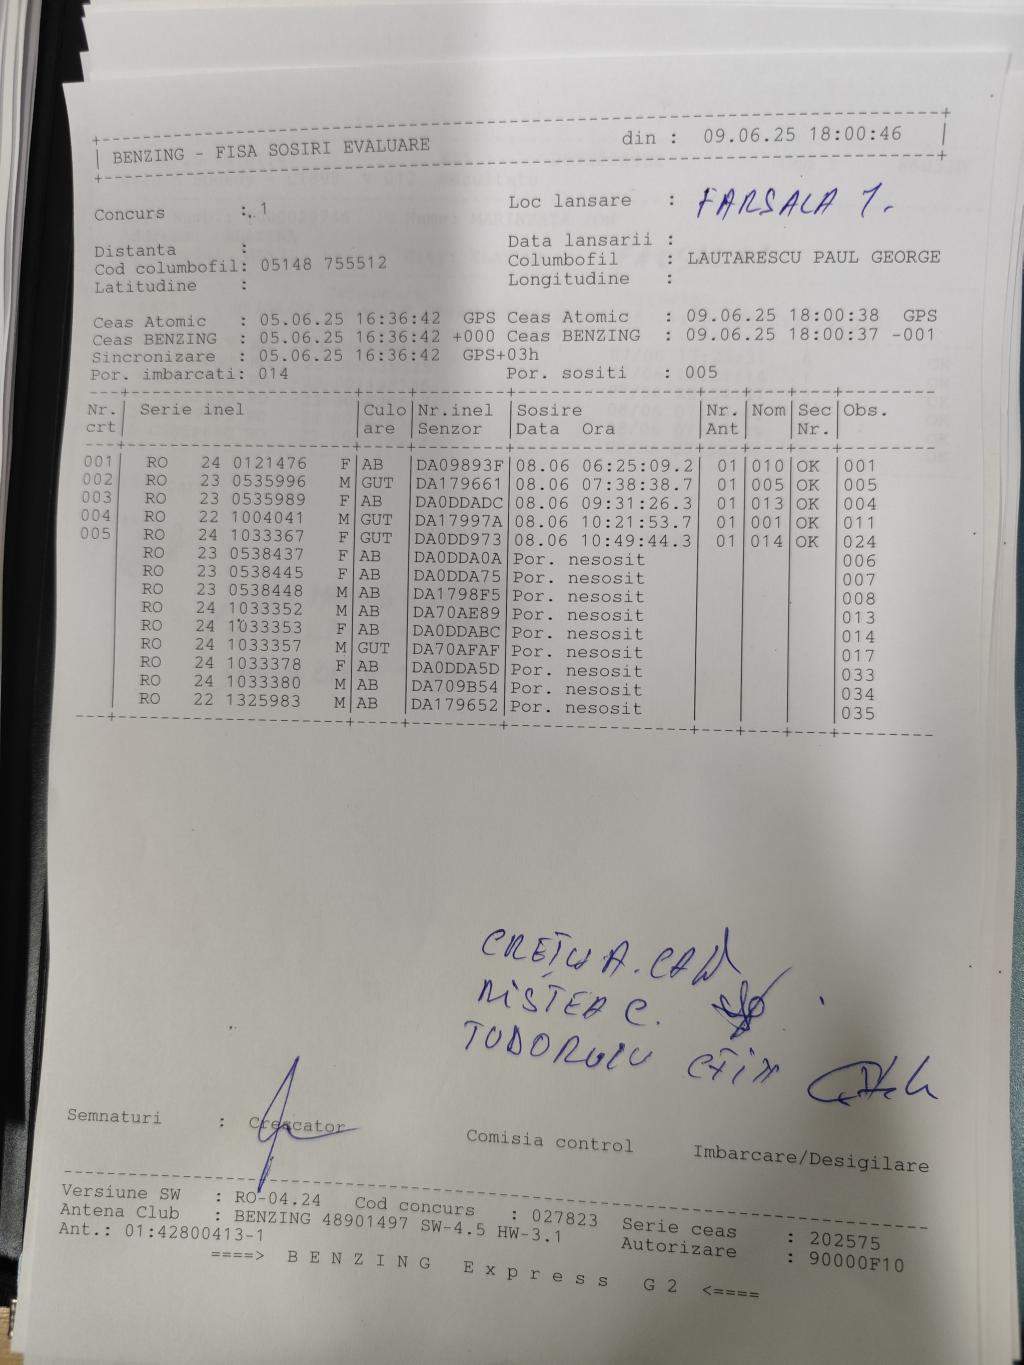 BENZING - FISA SOSIRI EVALUARE din : 09.06.25 18:00:46
Concurs : 1 Loc lansare : FARSALA 1.
Distanta : Data lansarii :
Cod columbofil: 05148 755512 Columbofil : LAUTARESCU PAUL GEORGE
Latitudine : Longitudine :
Ceas Atomic : 05.06.25 16:36:42 GPS Ceas Atomic : 09.06.25 18:00:38 GPS
Ceas BENZING : 05.06.25 16:36:42 +000 Ceas BENZING : 09.06.25 18:00:37 -001
Sincronizare : 05.06.25 16:36:42 GPS+03h
Por. imbarcati: 014 Por. sositi : 005
Nr. Serie inel Culo Nr.inel Sosire Nr. Nom Sec Obs.
crt are Senzor Data Ora Ant Nr.
001 RO 24 0121476 F AB DA09893F 08.06 06:25:09.2 01 010 OK 001
002 RO 23 0535996 M GUT DA179661 08.06 07:38:38.7 01 005 OK 005
003 RO 23 0535989 F AB DA0DDADC 08.06 09:31:26.3 01 013 OK 004
004 RO 22 1004041 M GUT DA17997A 08.06 10:21:53.7 01 001 OK 011
005 RO 24 1033367 F GUT DA0DD973 08.06 10:49:44.3 01 014 OK 024
RO 23 0538437 F AB DA0DDA0A Por. nesosit 006
RO 23 0538445 F AB DA0DDA75 Por. nesosit 007
RO 23 0538448 M AB DA1798F5 Por. nesosit 008
RO 24 1033352 M AB DA70AE89 Por. nesosit 013
RO 24 1033353 F AB DA0DDABC Por. nesosit 014
RO 24 1033357 M GUT DA70AFAF Por. nesosit 017
RO 24 1033378 F AB DA0DDA5D Por. nesosit 033
RO 24 1033380 M AB DA709B54 Por. nesosit 034
RO 22 1325983 M AB DA179652 Por. nesosit 035
CREȚU A.
NISTEA C.
TUDORUCU
Semnaturi : Crescator Comisia control Imbarcare/Desigilare
Versiune SW : RO-04.24 Cod concurs : 027823 Serie ceas : 202575
Antena Club : BENZING 48901497 SW-4.5 HW-3.1 Autorizare : 90000F10
Ant.: 01:42800413-1
====> B E N Z I N G E x p r e s s G 2 <====